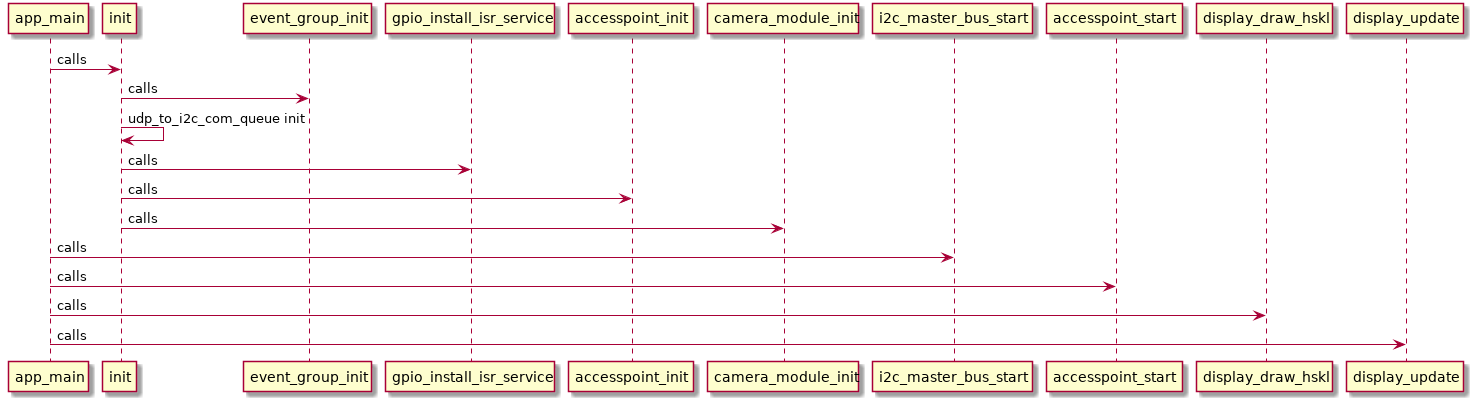 app_main init event_group_init gpio_install_isr_service accesspoint_init camera_module_init i2c_master_bus_start accesspoint_start display_draw_hskl display_update
calls
calls
udp_to_i2c_com_queue init
calls
calls
calls
calls
calls
calls
calls
app_main init event_group_init gpio_install_isr_service accesspoint_init camera_module_init i2c_master_bus_start accesspoint_start display_draw_hskl display_update